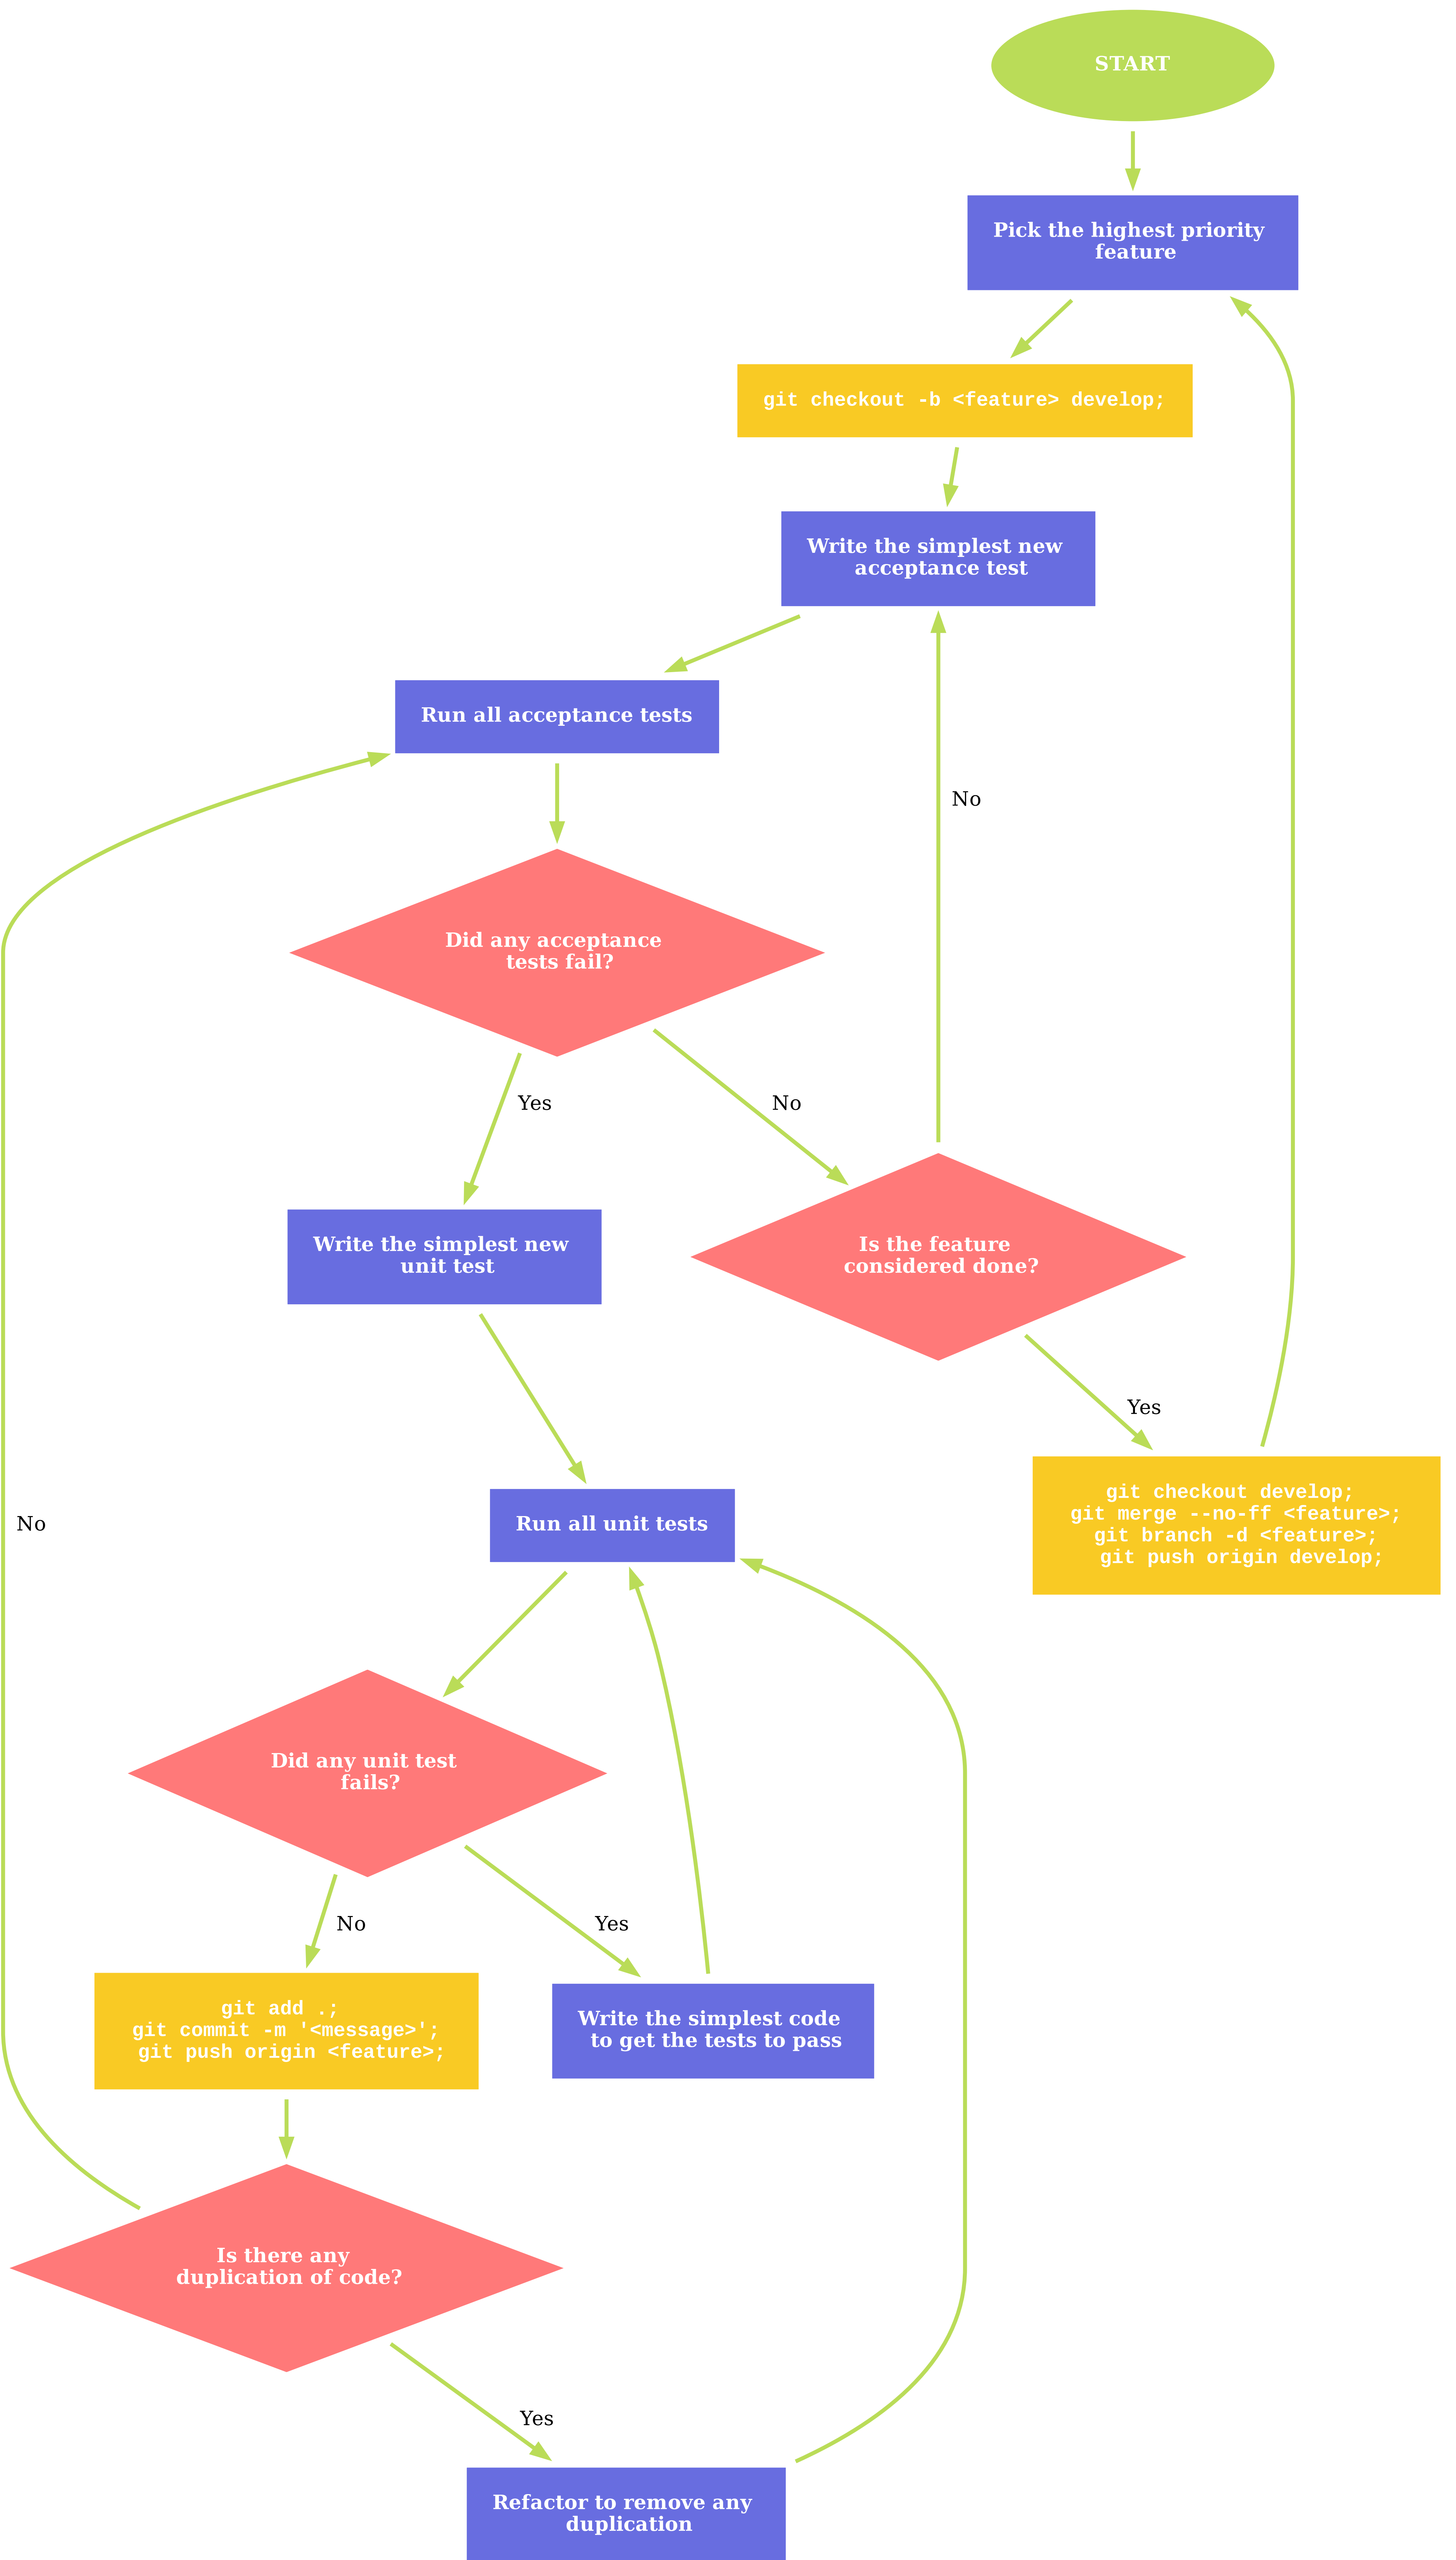 START
Pick the highest priority
feature
git checkout -b <feature> develop;
Write the simplest new
acceptance test
Run all acceptance tests
No
Did any acceptance
tests fail?
Yes
No
Write the simplest new
unit test
Is the feature
considered done?
Yes
git checkout develop;
git merge --no-ff <feature>;
git branch -d <feature>;
git push origin develop;
No
Run all unit tests
Did any unit test
fails?
No
Yes
git add .;
git commit -m '<message>';
git push origin <feature>;
Write the simplest code
to get the tests to pass
Is there any
duplication of code?
Yes
Refactor to remove any
duplication